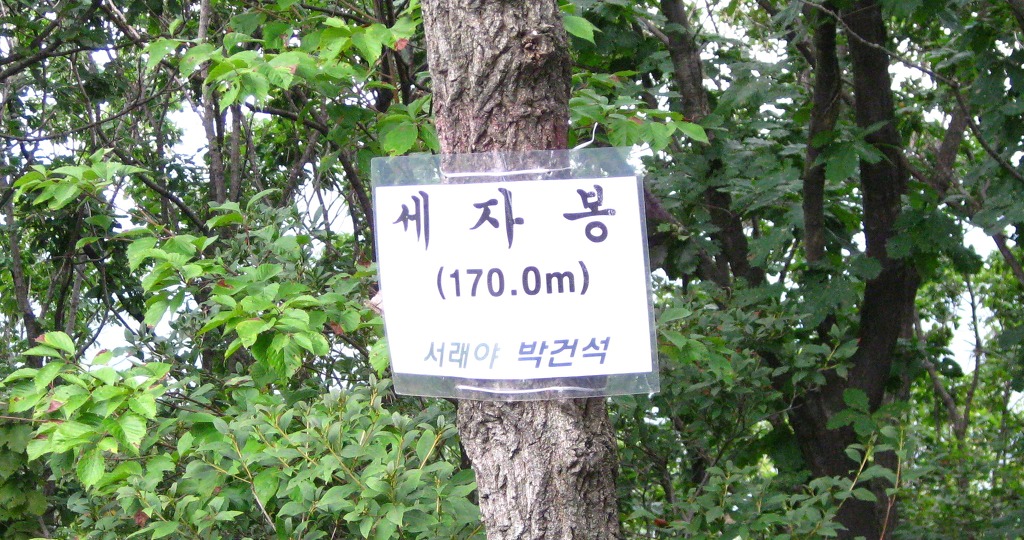 세 자 봉
(170.0m)
서래야 박건석